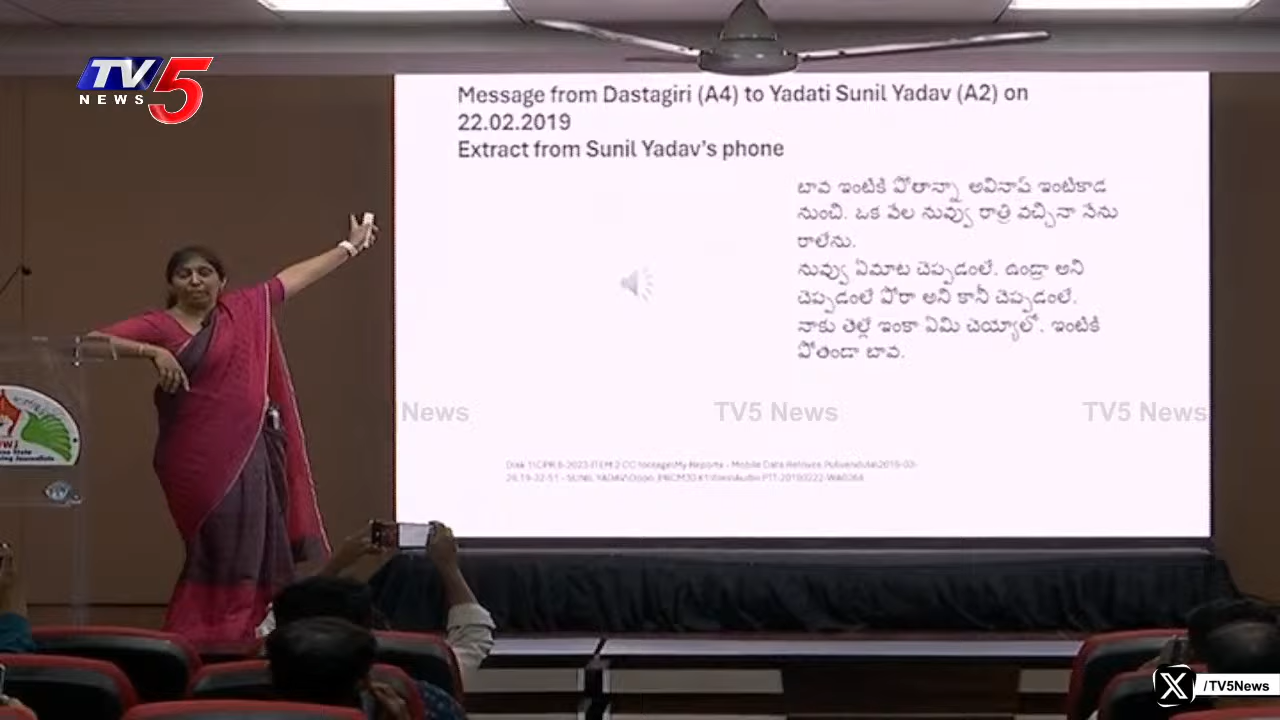 TV5
NEWS
Message from Dastagiri (A4) to Yadati Sunil Yadav (A2) on
22.02.2019
Extract from Sunil Yadav's phone
బావ ఇంటికి పోతాన్నా అవినాష్ ఇంటికాడ
నుంచి. ఒక వేల నువ్వు రాత్రి వచ్చినా నేను
రాలేను.
నువ్వు ఏమాట చెప్పడంలే. ఉండ్రా అని
చెప్పడంలే పోరా అని కానీ చెప్పడంలే.
నాకు తెల్లే ఇంకా ఏమి చెయ్యాలో. ఇంటికి
పోతండా బావ.
News
TV5 News
TV5 News
/TV5News